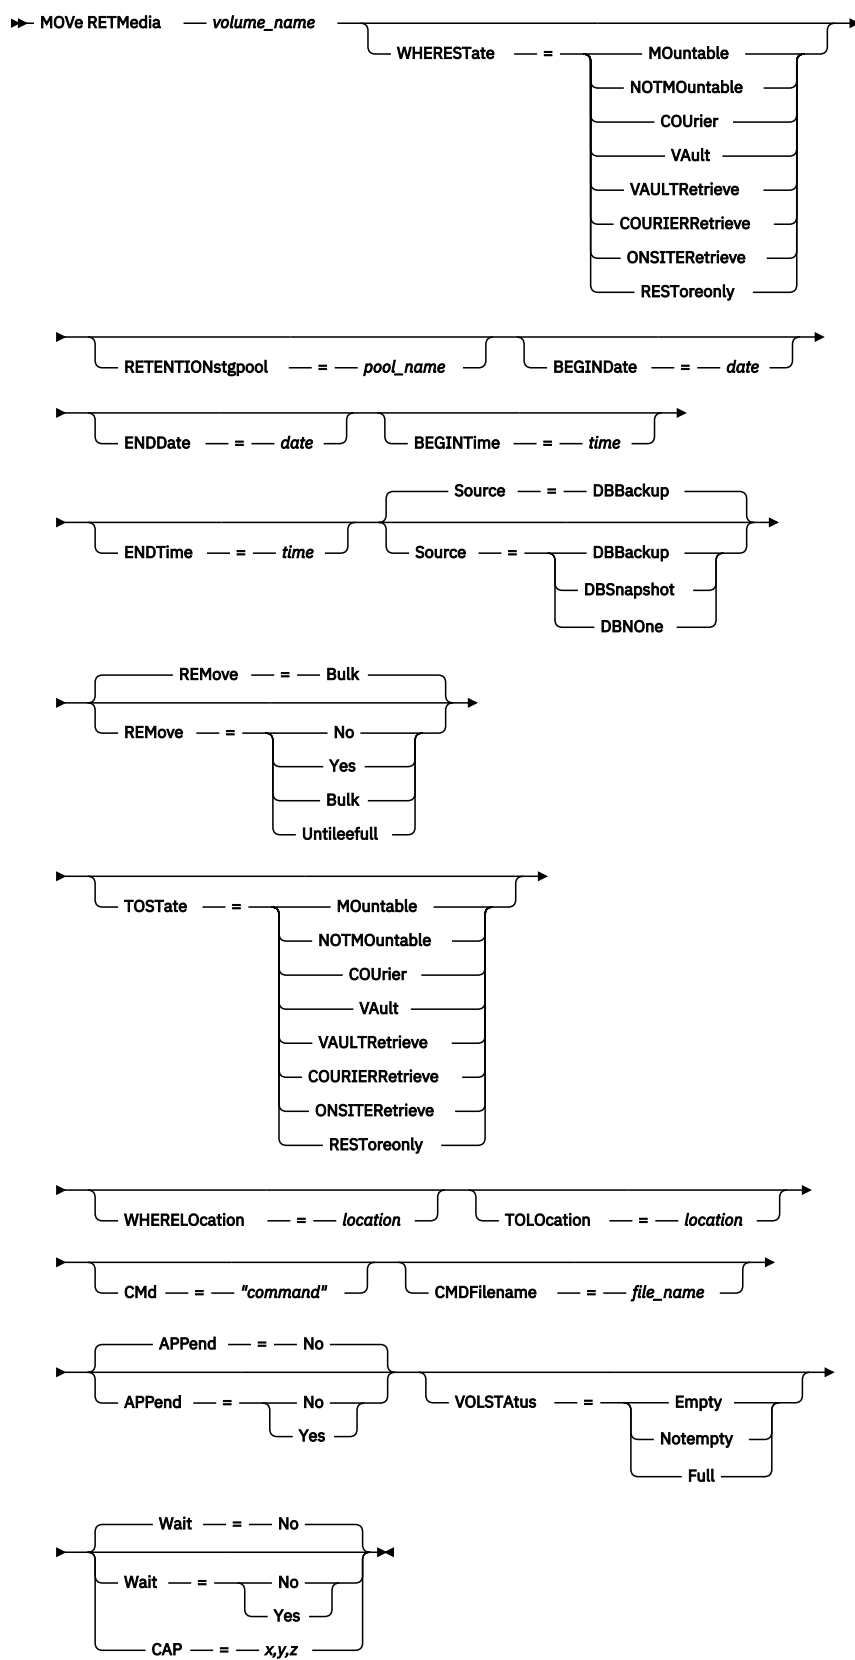 MOVe RETMedia volume_name
WHERESTate = MOuntable
NOTMOuntable
COUrier
VAult
VAULTRetrieve
COURIERRetrieve
ONSITERetrieve
RESToreonly
RETENTIONstgpool = pool_name BEGINDate = date
ENDDate = date BEGINTime = time
Source = DBBackup
ENDTime = time Source = DBBackup
DBSnapshot
DBNOne
REMove = Bulk
REMove = No
Yes
Bulk
Untileefull
TOSTate = MOuntable
NOTMOuntable
COUrier
VAult
VAULTRetrieve
COURIERRetrieve
ONSITERetrieve
RESToreonly
WHERELOcation = location TOLOcation = location
CMd = "command" CMDFilename = file_name
APPend = No
APPend = No VOLSTAtus = Empty
Yes Notempty
Full
Wait = No
Wait = No
Yes
CAP = x,y,z